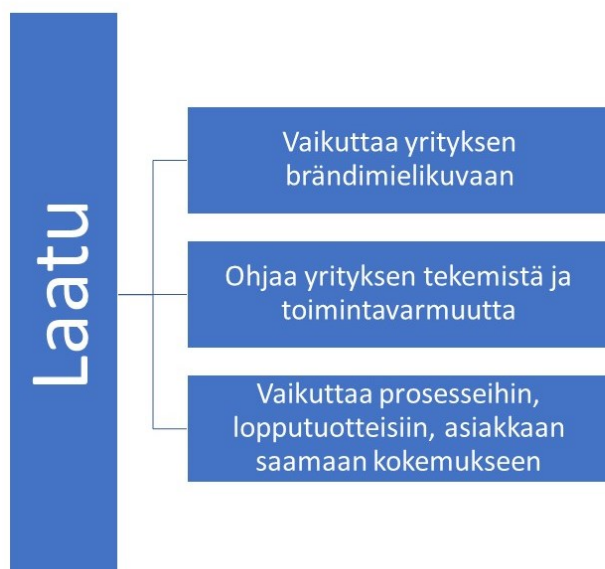 Laatu
Vaikuttaa yrityksen
brändimielikuvaan
Ohjaa yrityksen tekemistä ja
toimintavarmuutta
Vaikuttaa prosesseihin,
lopputuotteisiin, asiakkaan
saamaan kokemukseen